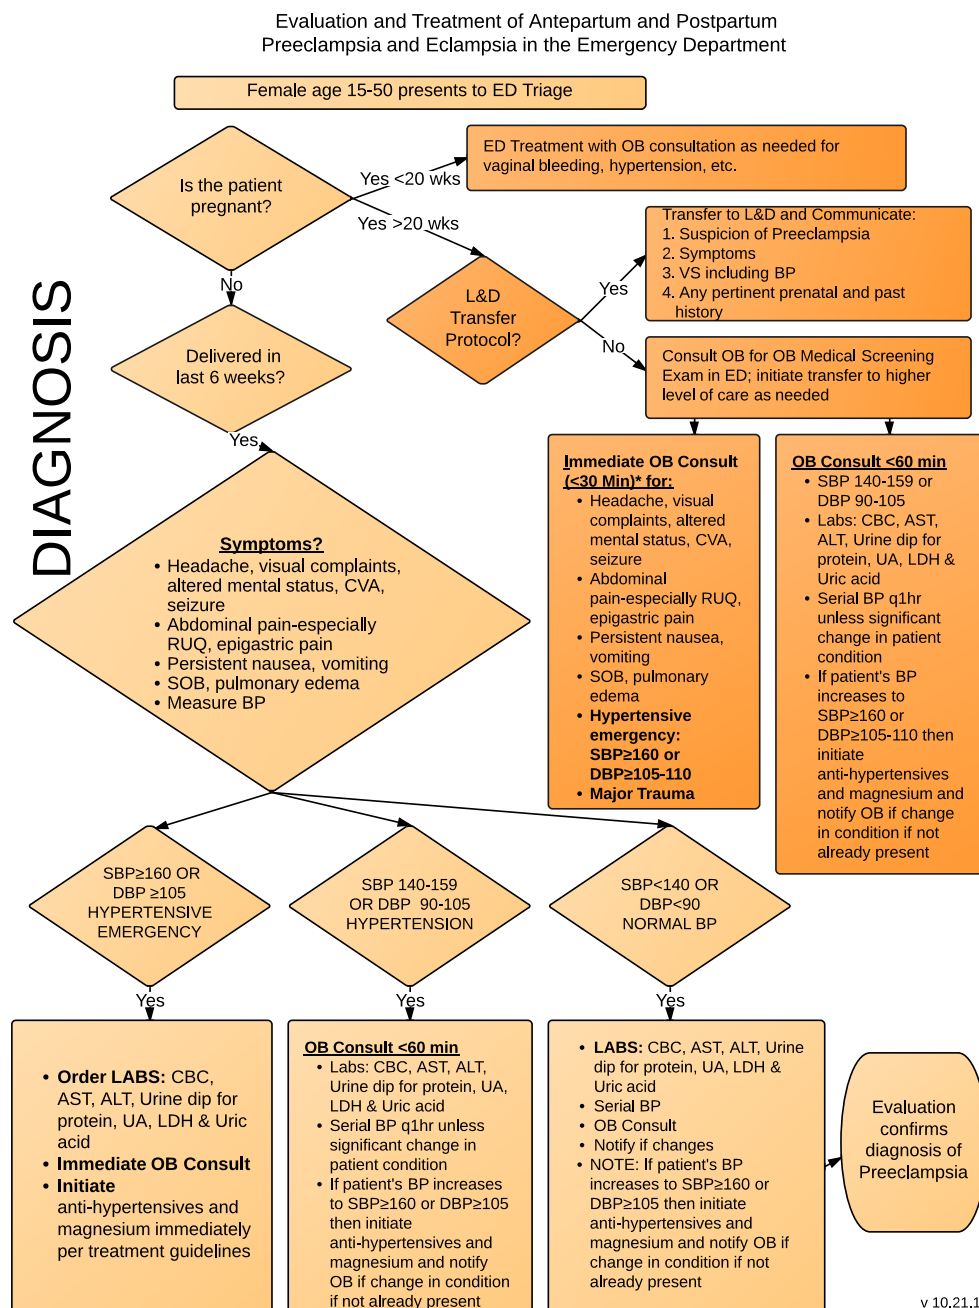 Evaluation and Treatment of Antepartum and Postpartum
Preeclampsia and Eclampsia in the Emergency Department
Female age 15-50 presents to ED Triage
DIAGNOSIS
Is the patient
pregnant?
Yes <20 wks
ED Treatment with OB consultation as needed for
vaginal bleeding, hypertension, etc.
Yes >20 wks
L&D
Transfer
Protocol?
Yes
Transfer to L&D and Communicate:
1. Suspicion of Preeclampsia
2. Symptoms
3. VS including BP
4. Any pertinent prenatal and past
history
No
Consult OB for OB Medical Screening
Exam in ED; initiate transfer to higher
level of care as needed
No
Delivered in
last 6 weeks?
Yes
Immediate OB Consult
(<30 Min)* for:
• Headache, visual
complaints, altered
mental status, CVA,
seizure
• Abdominal
pain-especially RUQ,
epigastric pain
• Persistent nausea,
vomiting
• SOB, pulmonary
edema
• Hypertensive
emergency:
SBP≥160 or
DBP≥105-110
• Major Trauma
OB Consult <60 min
• SBP 140-159 or
DBP 90-105
• Labs: CBC, AST,
ALT, Urine dip for
protein, UA, LDH &
Uric acid
• Serial BP q1hr
unless significant
change in patient
condition
• If patient's BP
increases to
SBP≥160 or
DBP≥105-110 then
initiate
anti-hypertensives
and magnesium and
notify OB if change
in condition if not
already present
Symptoms?
• Headache, visual complaints,
altered mental status, CVA,
seizure
• Abdominal pain-especially
RUQ, epigastric pain
• Persistent nausea, vomiting
• SOB, pulmonary edema
• Measure BP
SBP≥160 OR
DBP ≥105
HYPERTENSIVE
EMERGENCY
SBP 140-159
OR DBP 90-105
HYPERTENSION
SBP<140 OR
DBP<90
NORMAL BP
Yes
Yes
Yes
• Order LABS: CBC,
AST, ALT, Urine dip for
protein, UA, LDH & Uric
acid
• Immediate OB Consult
• Initiate
anti-hypertensives and
magnesium immediately
per treatment guidelines
OB Consult <60 min
• Labs: CBC, AST, ALT,
Urine dip for protein, UA,
LDH & Uric acid
• Serial BP q1hr unless
significant change in
patient condition
• If patient's BP increases
to SBP≥160 or DBP≥105
then initiate
anti-hypertensives and
magnesium and notify
OB if change in condition
if not already present
• LABS: CBC, AST, ALT, Urine
dip for protein, UA, LDH &
Uric acid
• Serial BP
• OB Consult
• Notify if changes
• NOTE: If patient's BP
increases to SBP≥160 or
DBP≥105 then initiate
anti-hypertensives and
magnesium and notify OB if
change in condition if not
already present
Evaluation
confirms
diagnosis of
Preeclampsia
v 10.21.1